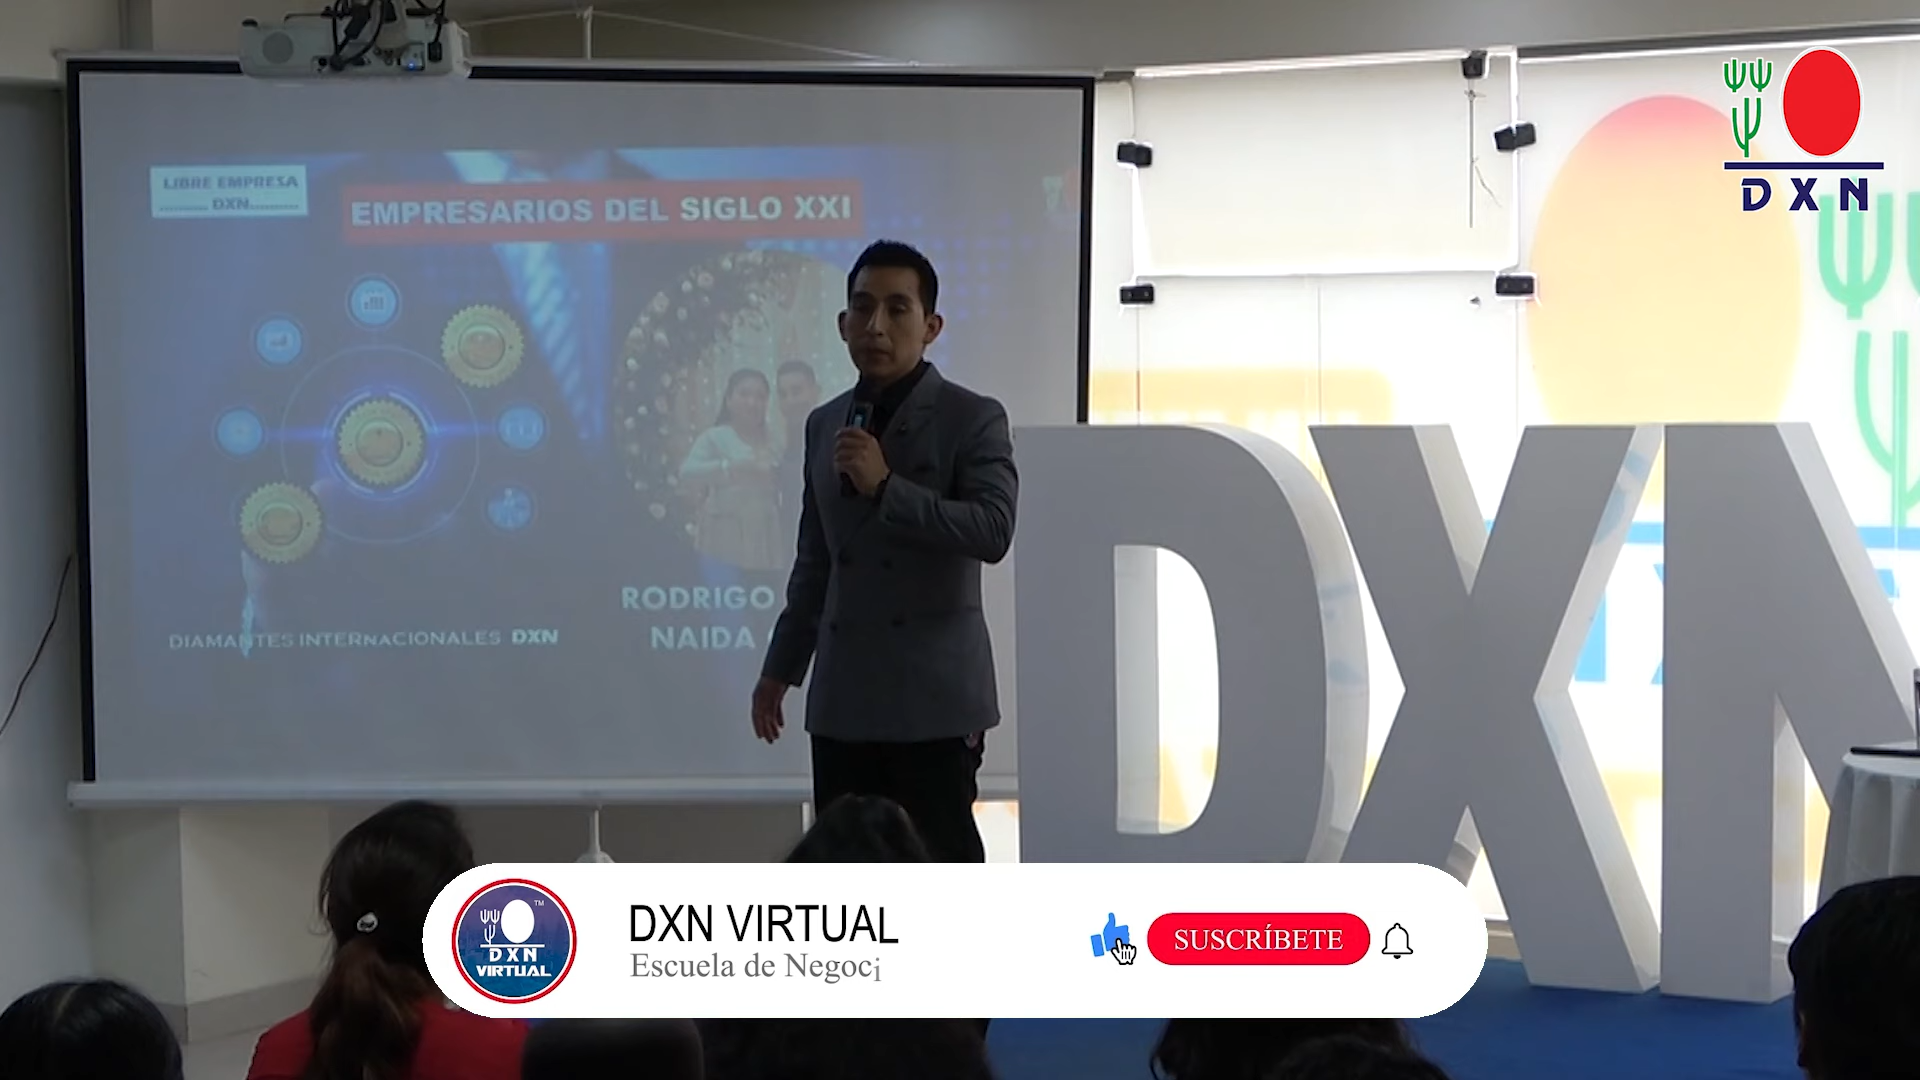 LIBRE EMPRESA
.......... DXN..........
EMPRESARIOS DEL SIGLO XXI
RODRIGO
NAIDA
DIAMANTES INTERNACIONALES DXN
DXN
DXN
DXN VIRTUAL
Escuela de Negoci
SUSCRÍBETE
TM
DXN
VIRTUAL